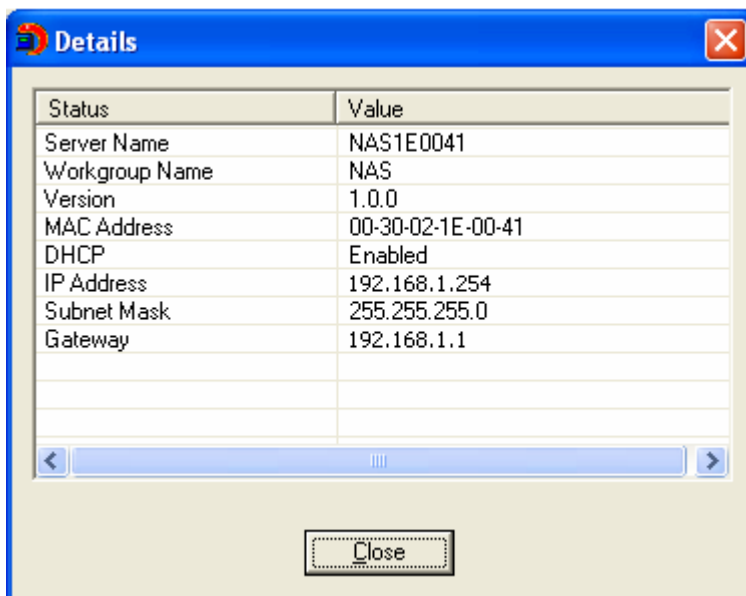 Details
Status Value
Server Name NAS1E0041
Workgroup Name NAS
Version 1.0.0
MAC Address 00-30-02-1E-00-41
DHCP Enabled
IP Address 192.168.1.254
Subnet Mask 255.255.255.0
Gateway 192.168.1.1
Close